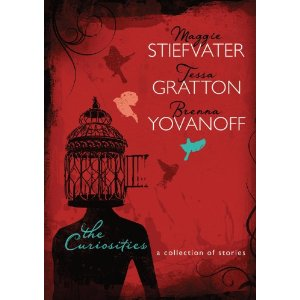 Maggie
STIEFVATER
Tessa
GRATTON
Brenna
YOVANOFF
the
Curiosities
a collection of stories